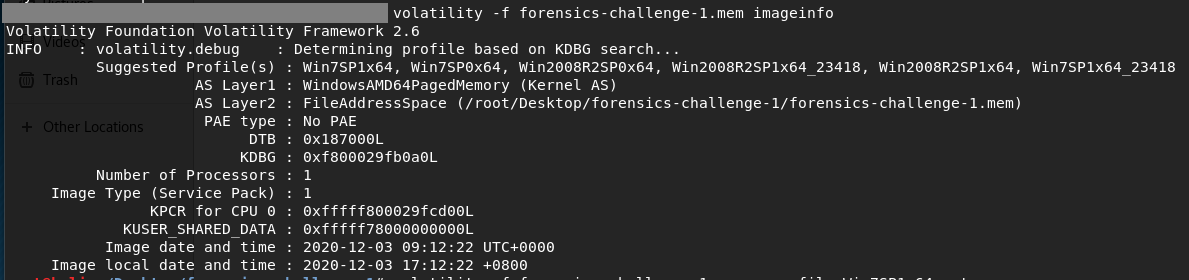 volatility -f forensics-challenge-1.mem imageinfo
Volatility Foundation Volatility Framework 2.6
INFO    : volatility.debug    : Determining profile based on KDBG search...
Suggested Profile(s) : Win7SP1x64, Win7SP0x64, Win2008R2SP0x64, Win2008R2SP1x64_23418, Win2008R2SP1x64, Win7SP1x64_23418
AS Layer1 : WindowsAMD64PagedMemory (Kernel AS)
AS Layer2 : FileAddressSpace (/root/Desktop/forensics-challenge-1/forensics-challenge-1.mem)
PAE type : No PAE
DTB : 0x187000L
KDBG : 0xf800029fb0a0L
Number of Processors : 1
Image Type (Service Pack) : 1
KPCR for CPU 0 : 0xfffff800029fcd00L
KUSER_SHARED_DATA : 0xfffff78000000000L
Image date and time : 2020-12-03 09:12:22 UTC+0000
Image local date and time : 2020-12-03 17:12:22 +0800
Videos
Trash
+ Other Locations